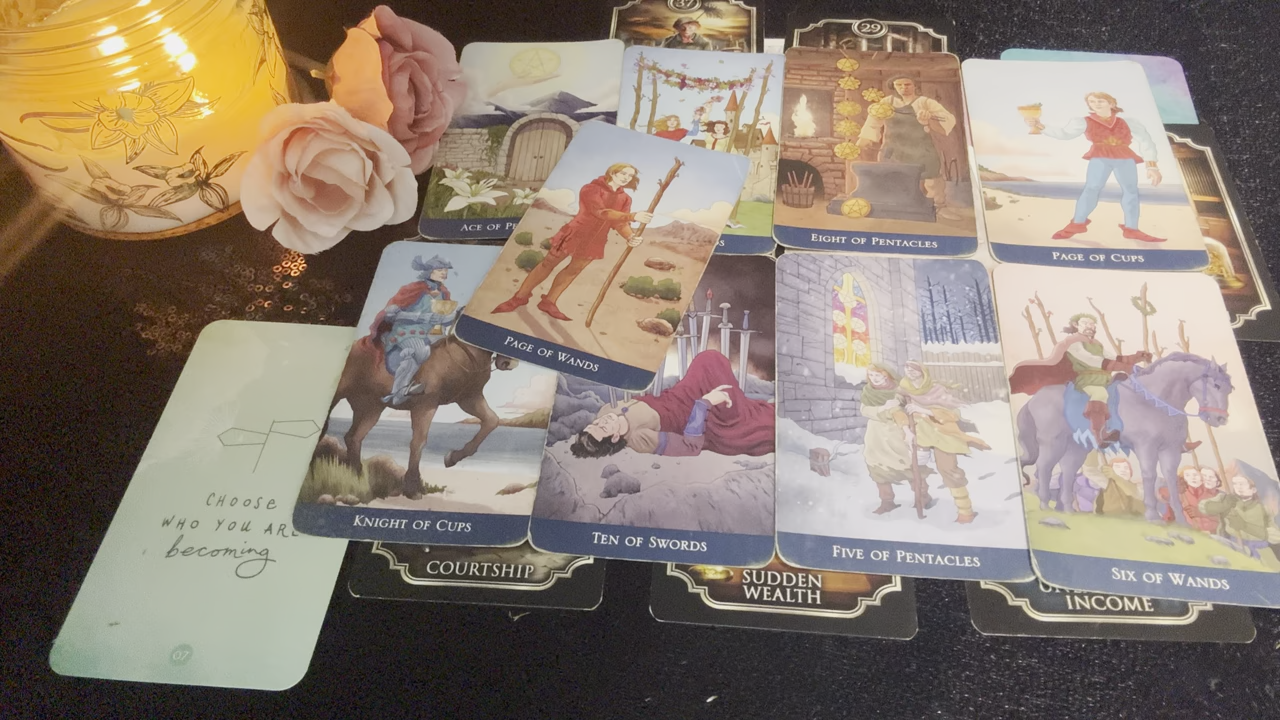 37
29
ACE OF
EIGHT OF PENTACLES
PAGE OF CUPS
PAGE OF WANDS
KNIGHT OF CUPS
TEN OF SWORDS
FIVE OF PENTACLES
SIX OF WANDS
CHOOSE
WHO YOU ARE
becoming
07
COURTSHIP
SUDDEN
WEALTH
INCOME